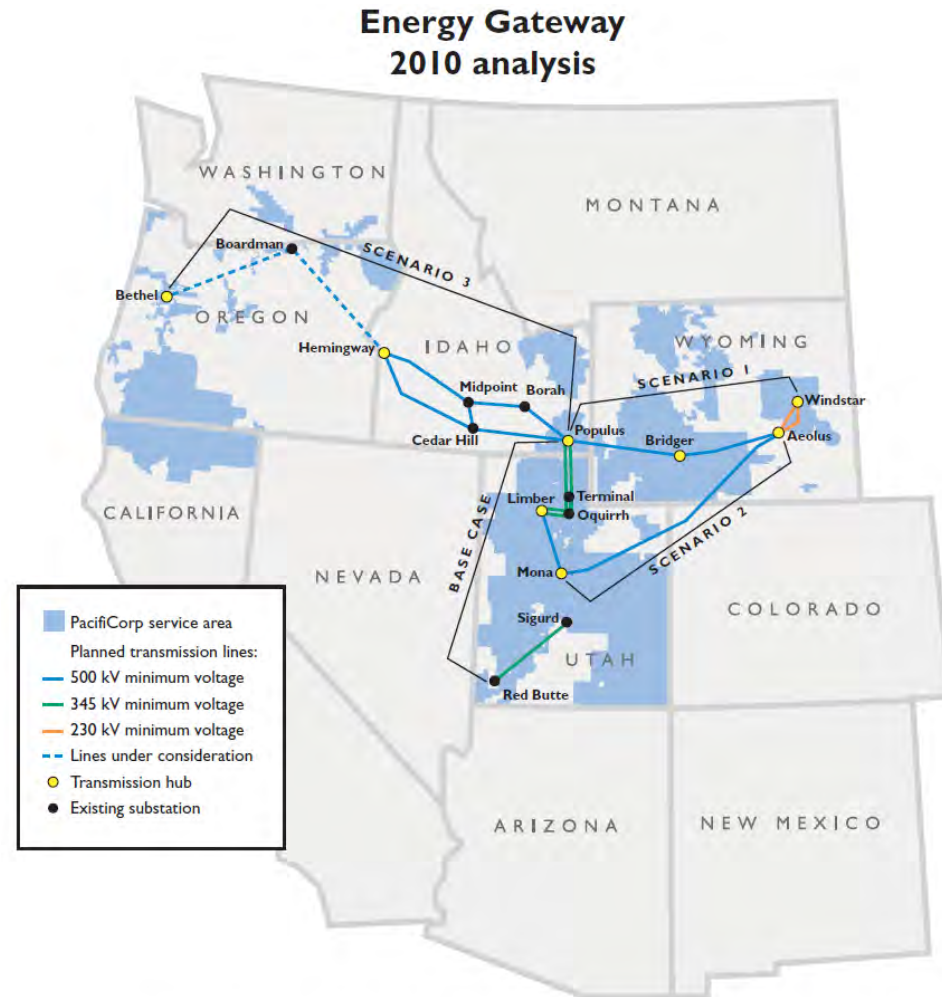 Energy Gateway
2010 analysis
WASHINGTON
MONTANA
Boardman
SCENARIO 3
Bethel
OREGON
Hemingway
IDAHO
WYOMING
Midpoint
Borah
SCENARIO 1
Windstar
Cedar Hill
Populus
Bridger
Aeolus
Limber
Terminal
Oquirrh
CALIFORNIA
BASE CASE
SCENARIO 2
NEVADA
Mona
COLORADO
Sigurd
UTAH
Red Butte
PacifiCorp service area
Planned transmission lines:
500 kV minimum voltage
345 kV minimum voltage
230 kV minimum voltage
Lines under consideration
Transmission hub
Existing substation
ARIZONA
NEW MEXICO